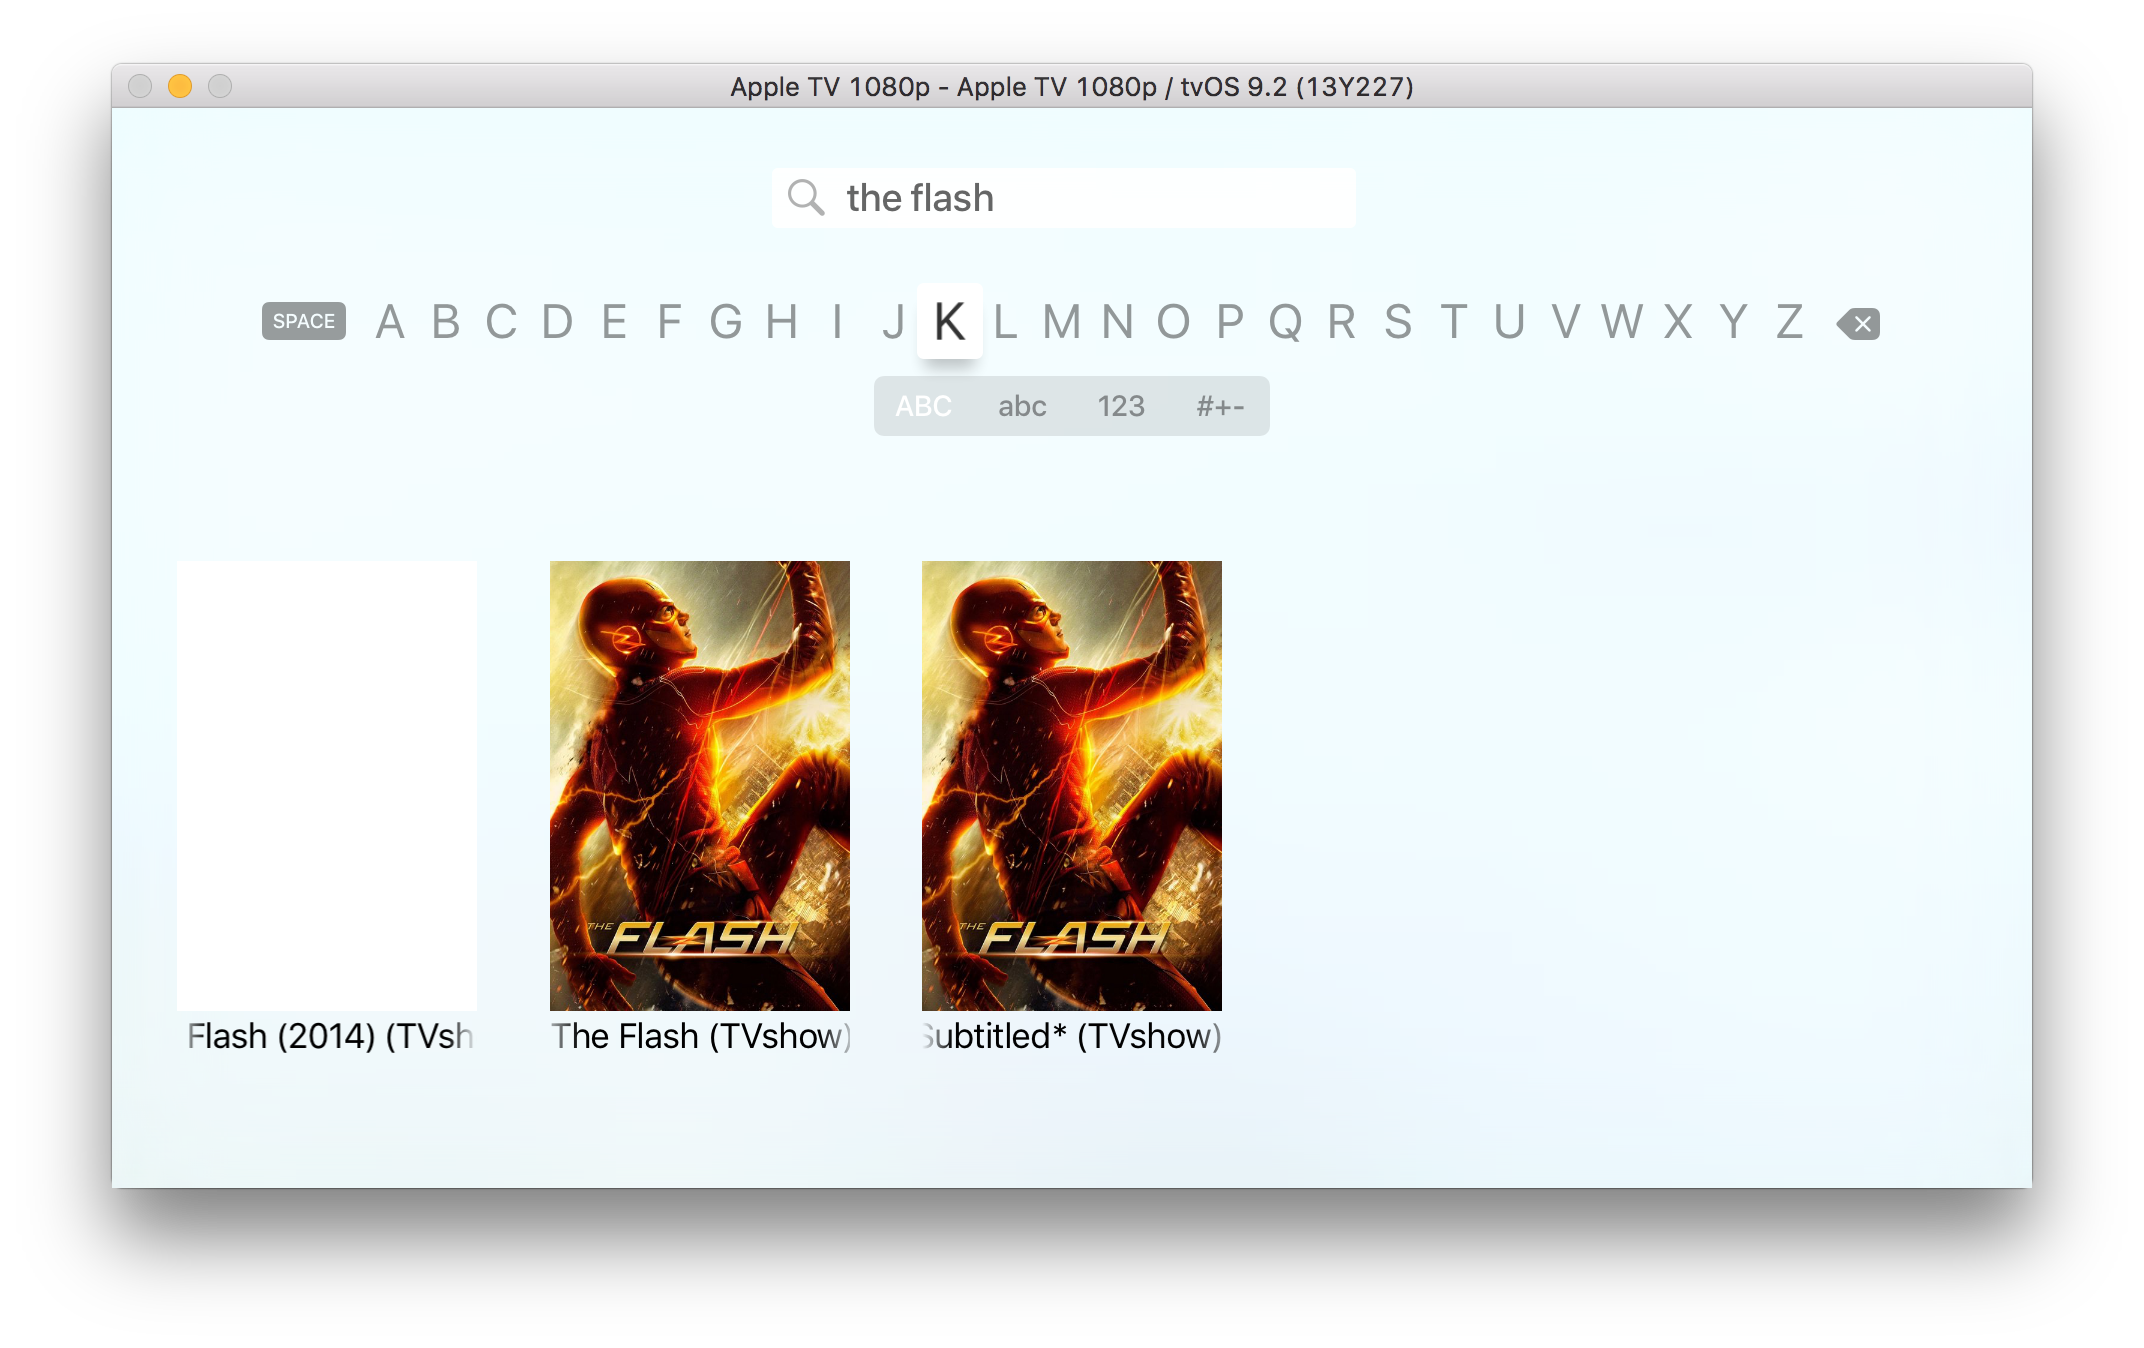 Apple TV 1080p - Apple TV 1080p / tvOS 9.2 (13Y227)
the flash
SPACE A B C D E F G H I J K L M N O P Q R S T U V W X Y Z
ABC abc 123 #+-
THE FLASH
THE FLASH
Flash (2014) (TVsh
The Flash (TVshow)
Subtitled* (TVshow)